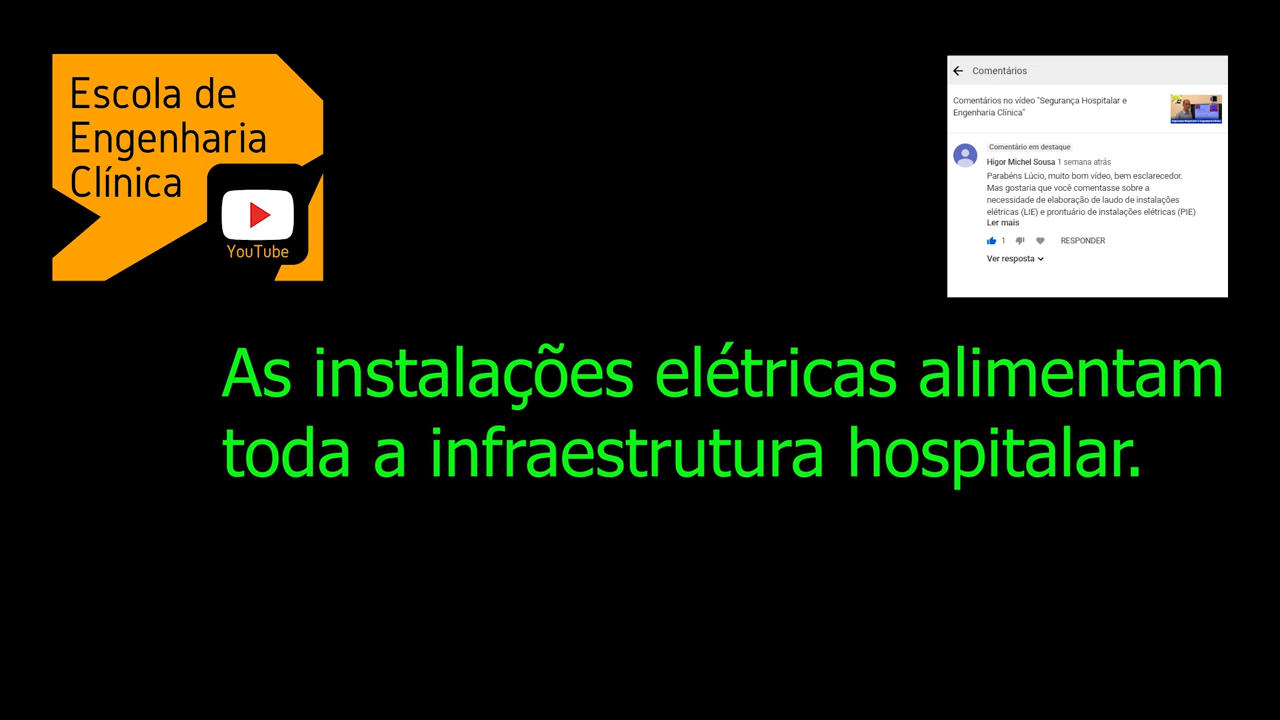 Escola de
Engenharia
Clínica
YouTube
Comentários
Comentários no vídeo "Segurança Hospitalar e
Engenharia Clínica"
Comentário em destaque
Higor Michel Sousa 1 semana atrás
Parabéns Lúcio, muito bom vídeo, bem esclarecedor.
Mas gostaria que você comentasse sobre a
necessidade de elaboração de laudo de instalações
elétricas (LIE) e prontuário de instalações elétricas (PIE)
Ler mais
1 RESPONDER
Ver resposta
As instalações elétricas alimentam
toda a infraestrutura hospitalar.